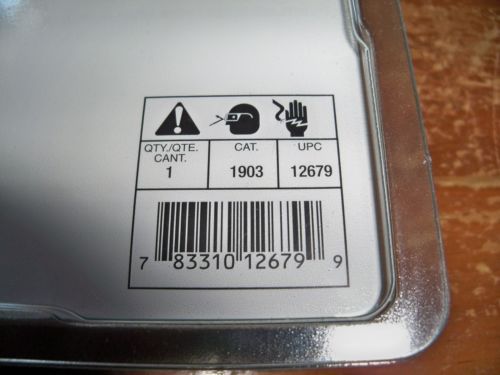 QTY./QTE. CAT. UPC
CANT.
1 1903 12679
7 83310 12679 9